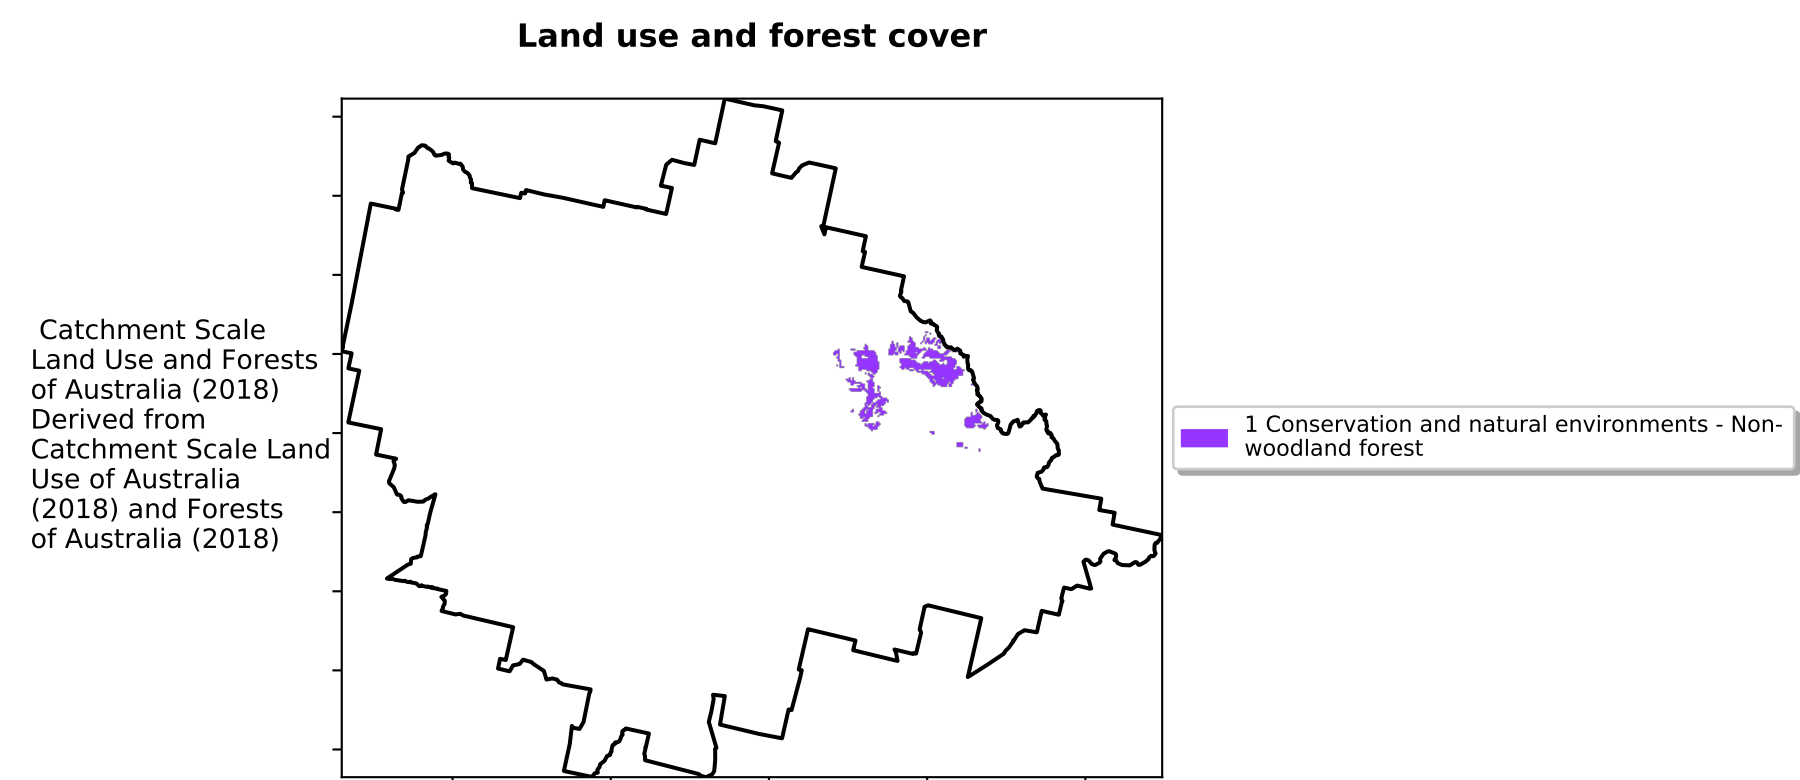 Land use and forest cover
Catchment Scale
Land Use and Forests
of Australia (2018)
Derived from
Catchment Scale Land
Use of Australia
(2018) and Forests
of Australia (2018)
1 Conservation and natural environments - Non-
woodland forest